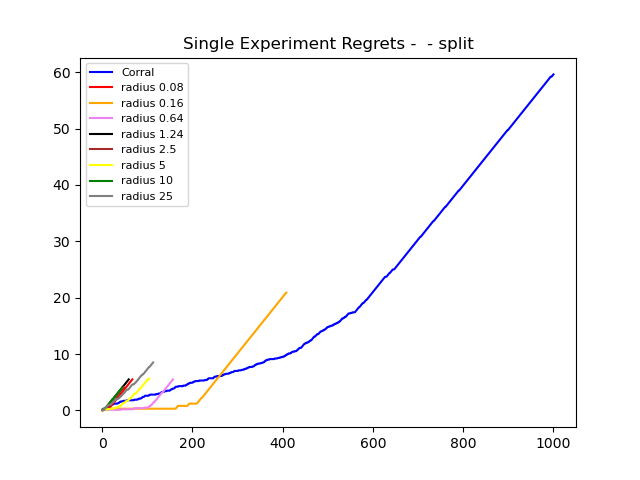 Single Experiment Regrets -  - split
Corral
radius 0.08
radius 0.16
radius 0.64
radius 1.24
radius 2.5
radius 5
radius 10
radius 25
60
50
40
30
20
10
0
0 200 400 600 800 1000